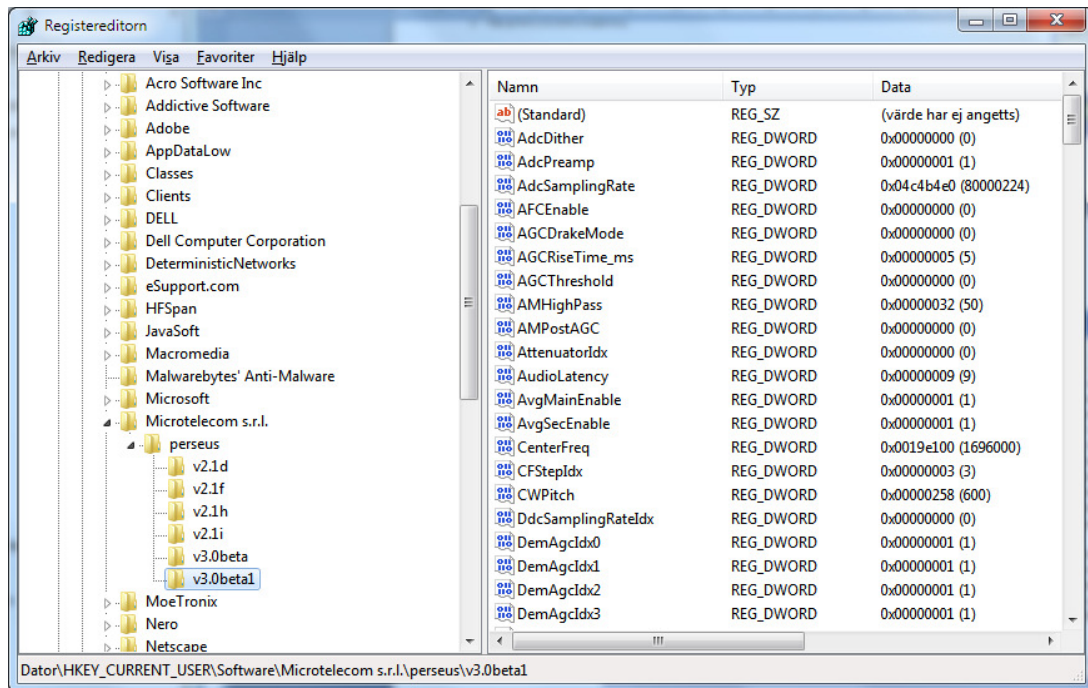 Registereditorn
Arkiv Redigera Visa Favoriter Hjälp
Acro Software Inc
Addictive Software
Adobe
AppDataLow
Classes
Clients
DELL
Dell Computer Corporation
DeterministicNetworks
eSupport.com
HFSpan
JavaSoft
Macromedia
Malwarebytes' Anti-Malware
Microsoft
Microtelecom s.r.l.
perseus
v2.1d
v2.1f
v2.1h
v2.1i
v3.0beta
v3.0beta1
MoeTronix
Nero
Netscape
Namn Typ Data
(Standard) REG_SZ (värde har ej angetts)
AdcDither REG_DWORD 0x00000000 (0)
AdcPreamp REG_DWORD 0x00000001 (1)
AdcSamplingRate REG_DWORD 0x04c4b4e0 (80000224)
AFCEnable REG_DWORD 0x00000000 (0)
AGCDrakeMode REG_DWORD 0x00000000 (0)
AGCRiseTime_ms REG_DWORD 0x00000005 (5)
AGCThreshold REG_DWORD 0x00000000 (0)
AMHighPass REG_DWORD 0x00000032 (50)
AMPostAGC REG_DWORD 0x00000000 (0)
AttenuatorIdx REG_DWORD 0x00000000 (0)
AudioLatency REG_DWORD 0x00000009 (9)
AvgMainEnable REG_DWORD 0x00000001 (1)
AvgSecEnable REG_DWORD 0x00000001 (1)
CenterFreq REG_DWORD 0x0019e100 (1696000)
CFStepIdx REG_DWORD 0x00000003 (3)
CWPitch REG_DWORD 0x00000258 (600)
DdcSamplingRateIdx REG_DWORD 0x00000000 (0)
DemAgcIdx0 REG_DWORD 0x00000001 (1)
DemAgcIdx1 REG_DWORD 0x00000001 (1)
DemAgcIdx2 REG_DWORD 0x00000001 (1)
DemAgcIdx3 REG_DWORD 0x00000001 (1)
Dator\HKEY_CURRENT_USER\Software\Microtelecom s.r.l.\perseus\v3.0beta1